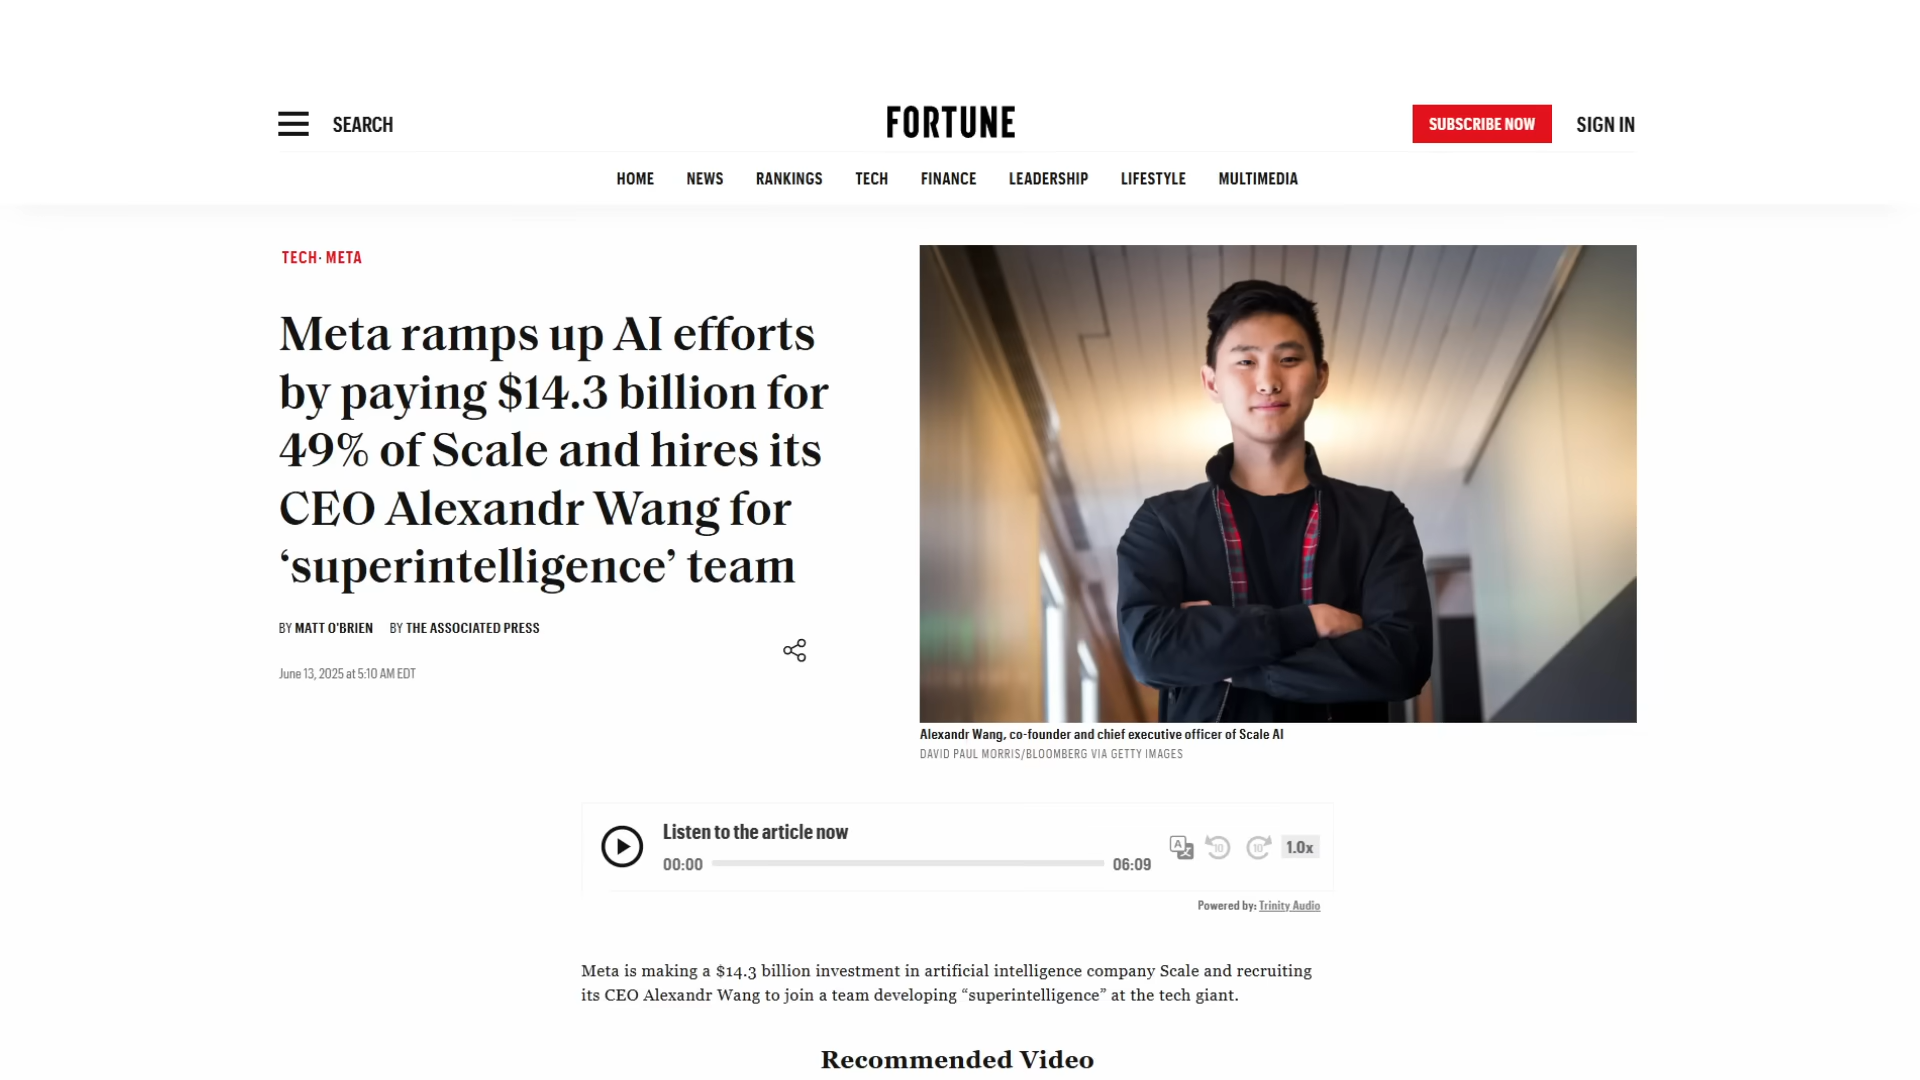 SEARCH
FORTUNE
SUBSCRIBE NOW
SIGN IN
HOME
NEWS
RANKINGS
TECH
FINANCE
LEADERSHIP
LIFESTYLE
MULTIMEDIA
TECH· META
Meta ramps up AI efforts
by paying $14.3 billion for
49% of Scale and hires its
CEO Alexandr Wang for
‘superintelligence’ team
BY MATT O'BRIEN BY THE ASSOCIATED PRESS
June 13, 2025 at 5:10 AM EDT
Alexandr Wang, co-founder and chief executive officer of Scale AI
DAVID PAUL MORRIS/BLOOMBERG VIA GETTY IMAGES
Listen to the article now
00:00
06:09
10
10
1.0x
Powered by: Trinity Audio
Meta is making a $14.3 billion investment in artificial intelligence company Scale and recruiting
its CEO Alexandr Wang to join a team developing “superintelligence” at the tech giant.
Recommended Video